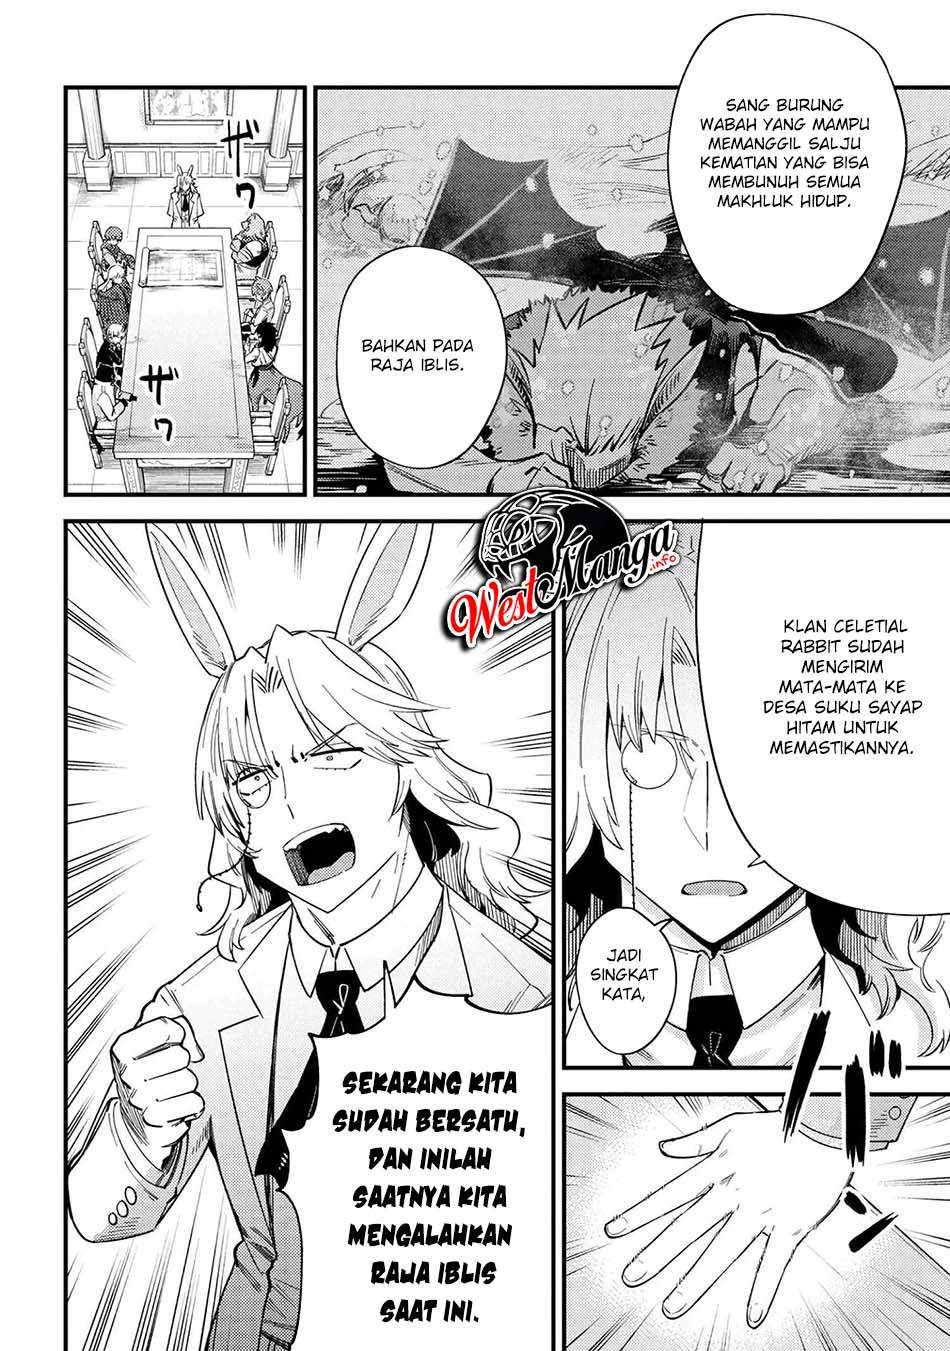 SANG BURUNG
WABAH YANG MAMPU
MEMANGGIL SALJU
KEMATIAN YANG BISA
MEMBUNUH SEMUA
MAKHLUK HIDUP.
BAHKAN PADA
RAJA IBLIS.
ザワ
ザワ
KLAN CELETIAL
RABBIT SUDAH
MENGIRIM
MATA-MATA KE
DESA SUKU SAYAP
HITAM UNTUK
MEMASTIKANNYA.
JADI
SINGKAT
KATA,
WestManga
.info
SEKARANG KITA
SUDAH BERSATU,
DAN INILAH
SAATNYA KITA
MENGALAHKAN
RAJA IBLIS
SAAT INI.